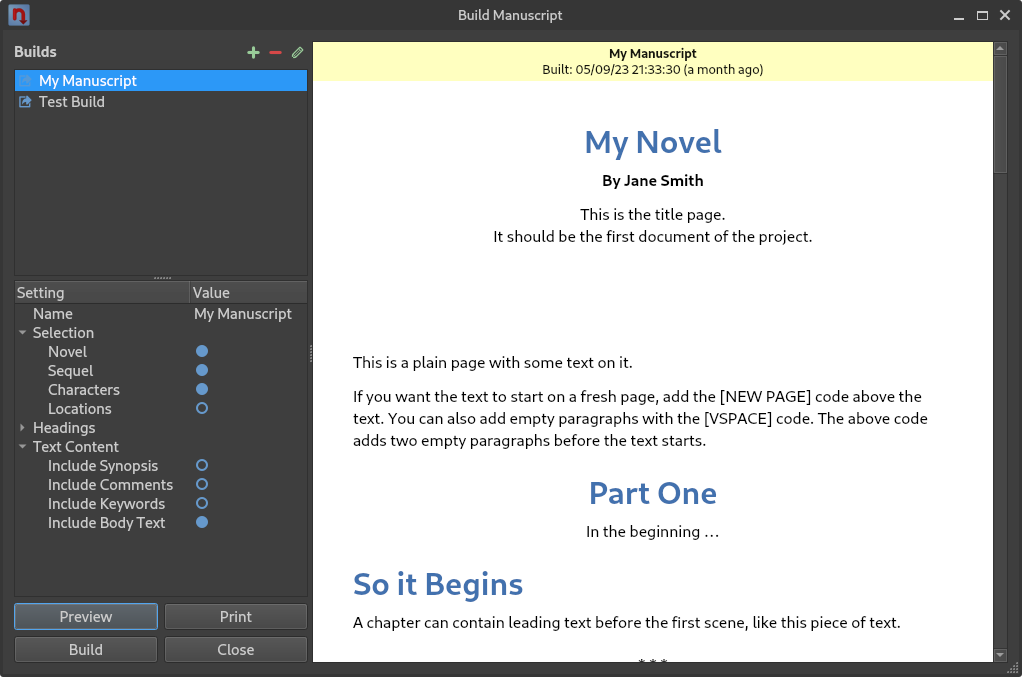 Build Manuscript
Builds
My Manuscript
Test Build
Setting Value
Name My Manuscript
Selection
Novel
Sequel
Characters
Locations
Headings
Text Content
Include Synopsis
Include Comments
Include Keywords
Include Body Text
Preview Print
Build Close
My Manuscript
Built: 05/09/23 21:33:30 (a month ago)
My Novel
By Jane Smith
This is the title page.
It should be the first document of the project.
This is a plain page with some text on it.
If you want the text to start on a fresh page, add the [NEW PAGE] code above the
text. You can also add empty paragraphs with the [VSPACE] code. The above code
adds two empty paragraphs before the text starts.
Part One
In the beginning …
So it Begins
A chapter can contain leading text before the first scene, like this piece of text.
* * *